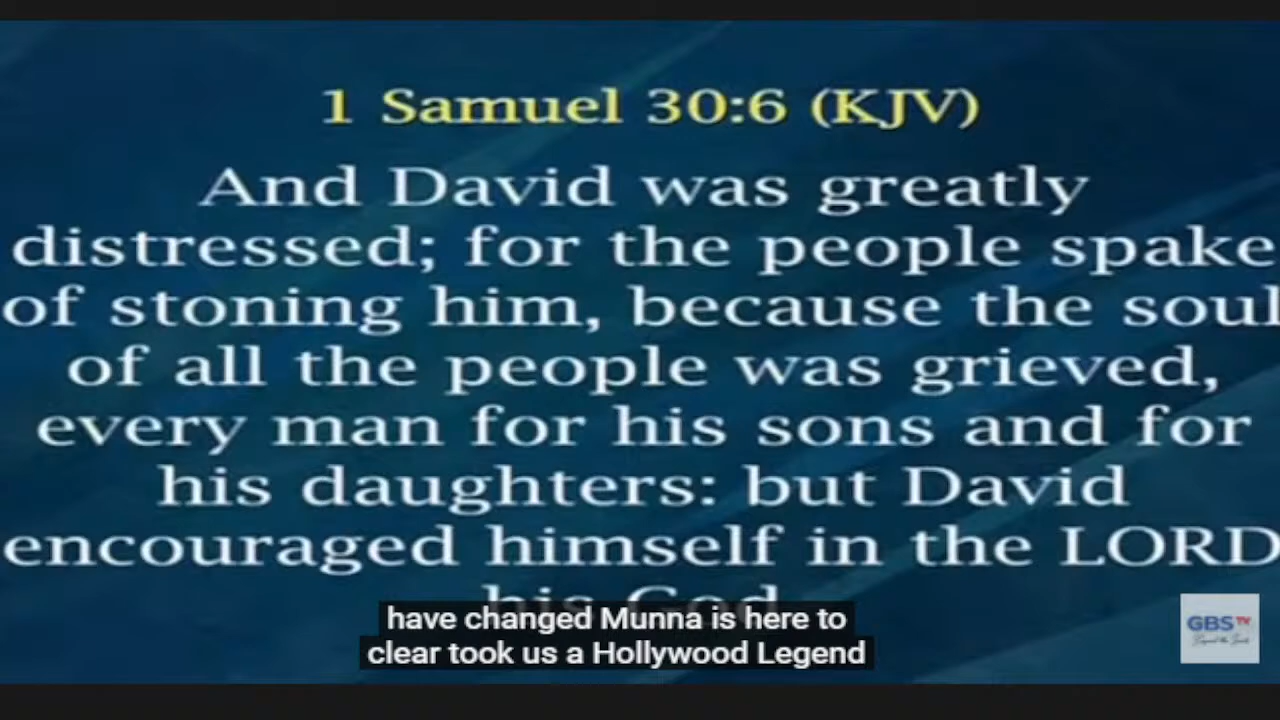 1 Samuel 30:6 (KJV)
And David was greatly
distressed; for the people spake
of stoning him, because the soul
of all the people was grieved,
every man for his sons and for
his daughters: but David
encouraged himself in the LORD
his God
have changed Munna is here to
clear took us a Hollywood Legend
GBS TV